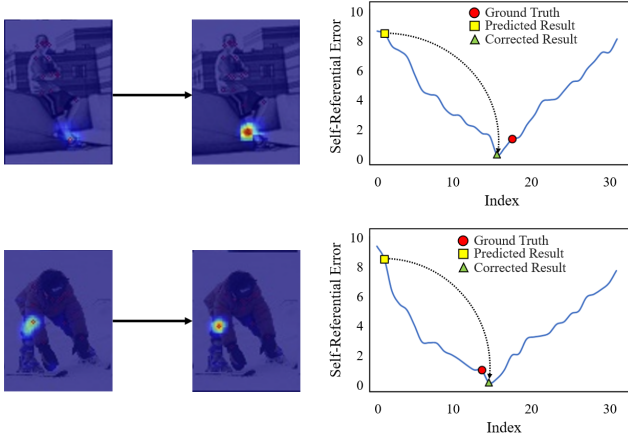 Ground Truth
Predicted Result
Corrected Result
10
8
6
4
2
0
Self-Referential Error
0 10 20 30
Index
Ground Truth
Predicted Result
Corrected Result
10
8
6
4
2
0
Self-Referential Error
0 10 20 30
Index